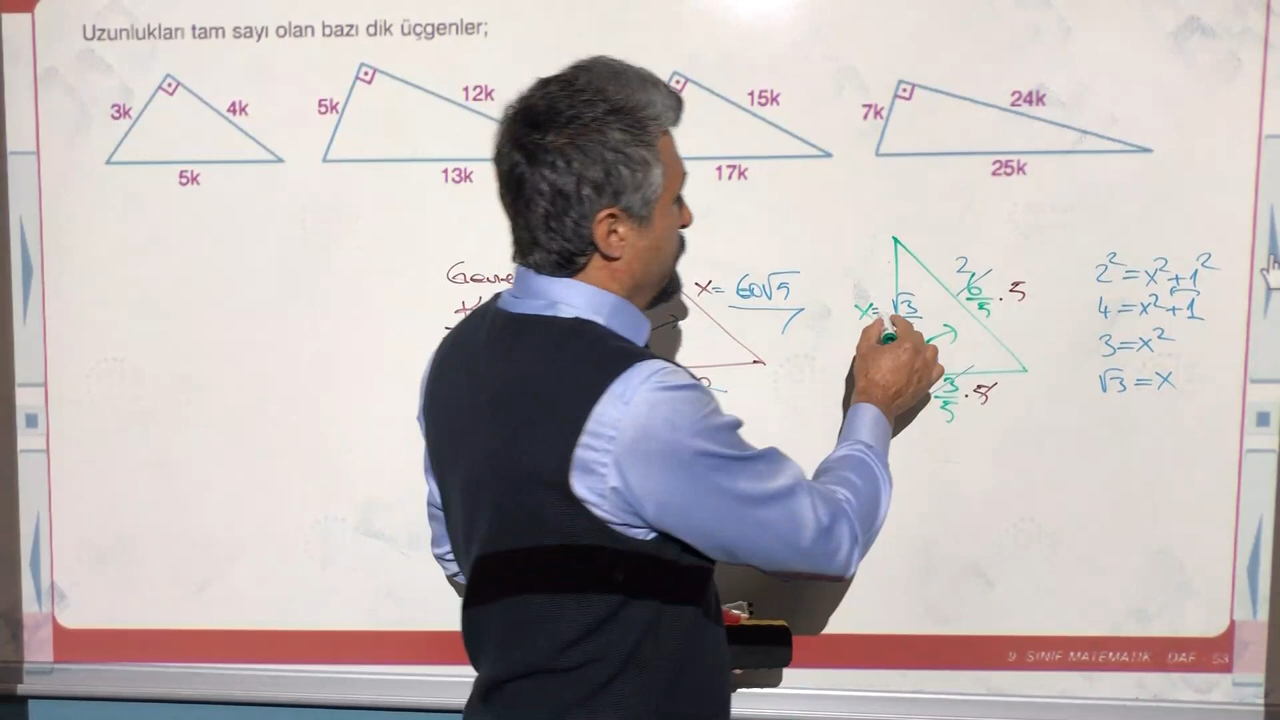 Uzunlukları tam sayı olan bazı dik üçgenler;
3k 4k 5k
5k 12k 13k
15k 17k
7k 24k 25k
x = 60√5 / 7
x = √3
2
6/5 . 5
3/5 . 5
2² = x² + 1²
4 = x² + 1
3 = x²
√3 = x
9. SINIF MATEMATİK DAF - 53